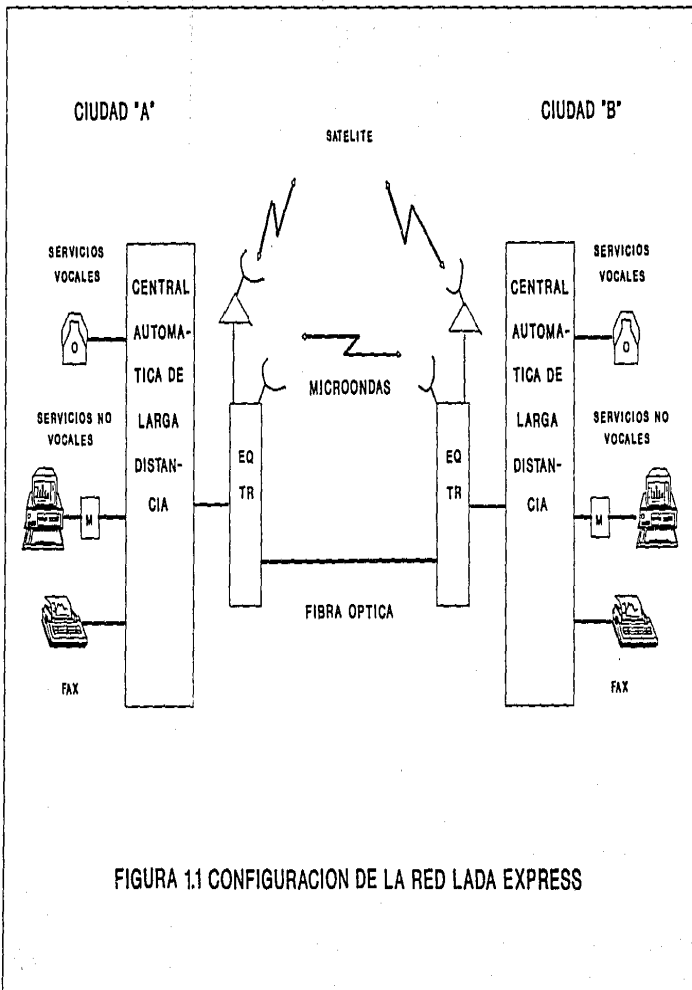 CIUDAD "A"
CIUDAD "B"
SATELITE
SERVICIOS
VOCALES
SERVICIOS
VOCALES
CENTRAL
AUTOMA-
TICA DE
LARGA
DISTAN-
CIA
CENTRAL
AUTOMA-
TICA DE
LARGA
DISTAN-
CIA
MICROONDAS
SERVICIOS NO
VOCALES
SERVICIOS NO
VOCALES
EQ
TR
EQ
TR
M
M
FIBRA OPTICA
FAX
FAX
FIGURA 1.1 CONFIGURACION DE LA RED LADA EXPRESS